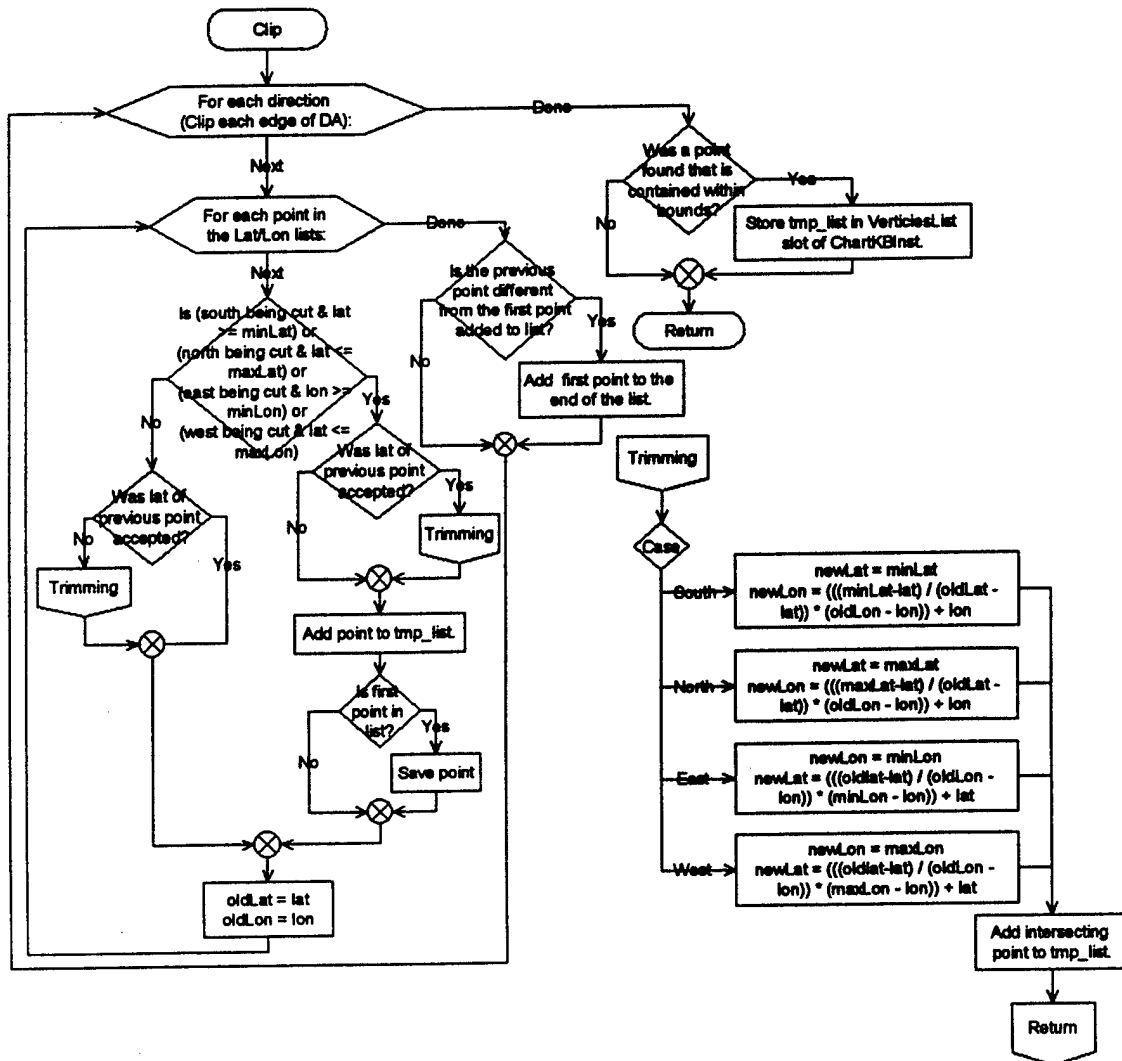 Clip
For each direction
(Clip each edge of DA):
Done
Next
Was a point
found that is
contained within
bounds?
Yes
No
Store tmp_list in VerticiesList
slot of ChartKBInst.
Return
For each point in
the Lat/Lon lists:
Done
Next
Is the previous
point different
from the first point
added to list?
No
Yes
Add first point to the
end of the list.
Is (south being cut & lat
>= minLat) or
(north being cut & lat <=
maxLat) or
(east being cut & lon >=
minLon) or
(west being cut & lat <=
maxLon)
No
Yes
Was lat of
previous point
accepted?
No
Yes
Trimming
Was lat of
previous point
accepted?
No
Yes
Trimming
Add point to tmp_list.
Is first
point in
list?
No
Yes
Save point
oldLat = lat
oldLon = lon
Trimming
Case
South
newLat = minLat
newLon = (((minLat-lat) / (oldLat -
lat)) * (oldLon - lon)) + lon
North
newLat = maxLat
newLon = (((maxLat-lat) / (oldLat -
lat)) * (oldLon - lon)) + lon
East
newLon = minLon
newLat = (((oldlat-lat) / (oldLon -
lon)) * (minLon - lon)) + lat
West
newLon = maxLon
newLat = (((oldlat-lat) / (oldLon -
lon)) * (maxLon - lon)) + lat
Add intersecting
point to tmp_list.
Return